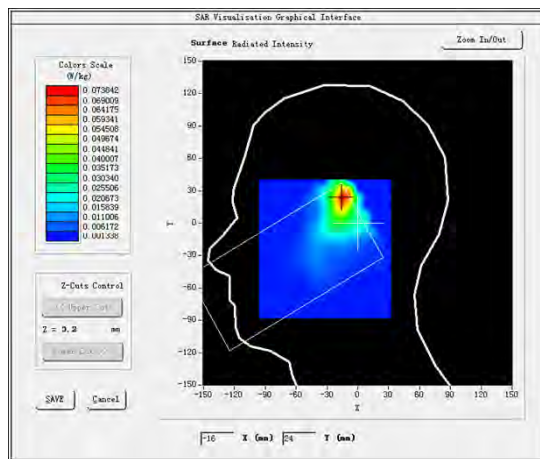 SAR Visualisation Graphical Interface
Surface Radiated Intensity
Zoom In/Out
Colors Scale
(W/kg)
0.073842
0.069009
0.064175
0.059341
0.054508
0.049674
0.044841
0.040007
0.035173
0.030340
0.025506
0.020673
0.015839
0.011006
0.006172
0.001338
150
120
90
60
30
0
-30
-60
-90
-120
-150
Y
-150 -120 -90 -60 -30 0 30 60 90 120 150
X
Z-Cuts Control
Z = 3.2 mm
SAVE
Cancel
-16 X (mm) 24 Y (mm)